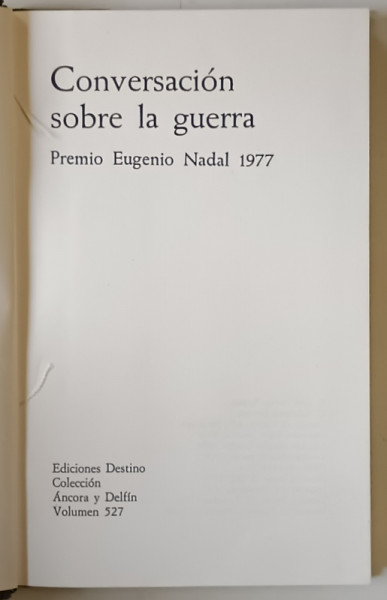 Conversación
sobre la guerra
Premio Eugenio Nadal 1977
Ediciones Destino
Colección
Áncora y Delfín
Volumen 527